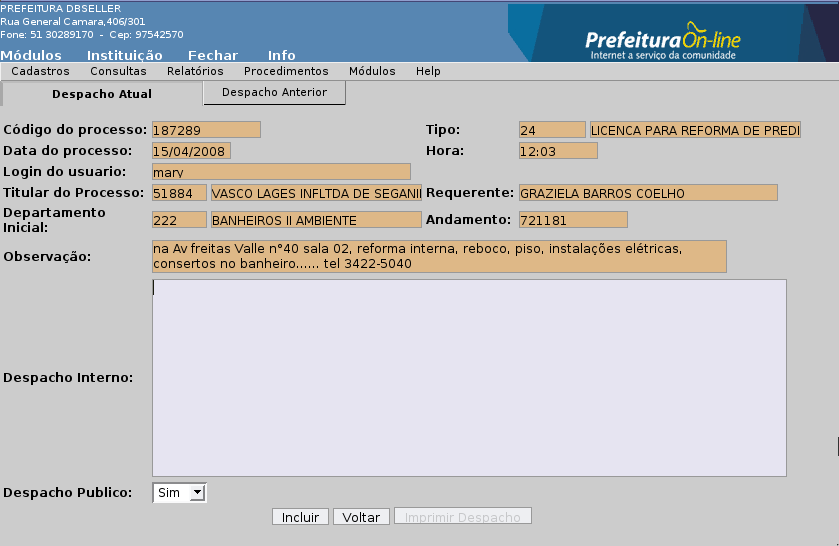 PREFEITURA DBSELLER
Rua General Camara,406/301
Fone: 51 30289170 - Cep: 97542570
Prefeitura On-line
Internet a serviço da comunidade
Módulos Instituição Fechar Info
Cadastros Consultas Relatórios Procedimentos Módulos Help
Despacho Atual Despacho Anterior
Código do processo: 187289 Tipo: 24 LICENCA PARA REFORMA DE PREDI
Data do processo: 15/04/2008 Hora: 12:03
Login do usuario: mary
Titular do Processo: 51884 VASCO LAGES INFLTDA DE SEGANI Requerente: GRAZIELA BARROS COELHO
Departamento
Inicial: 222 BANHEIROS II AMBIENTE Andamento: 721181
Observação: na Av freitas Valle n°40 sala 02, reforma interna, reboco, piso, instalações elétricas,
consertos no banheiro...... tel 3422-5040
Despacho Interno:
Despacho Publico: Sim
Incluir Voltar Imprimir Despacho